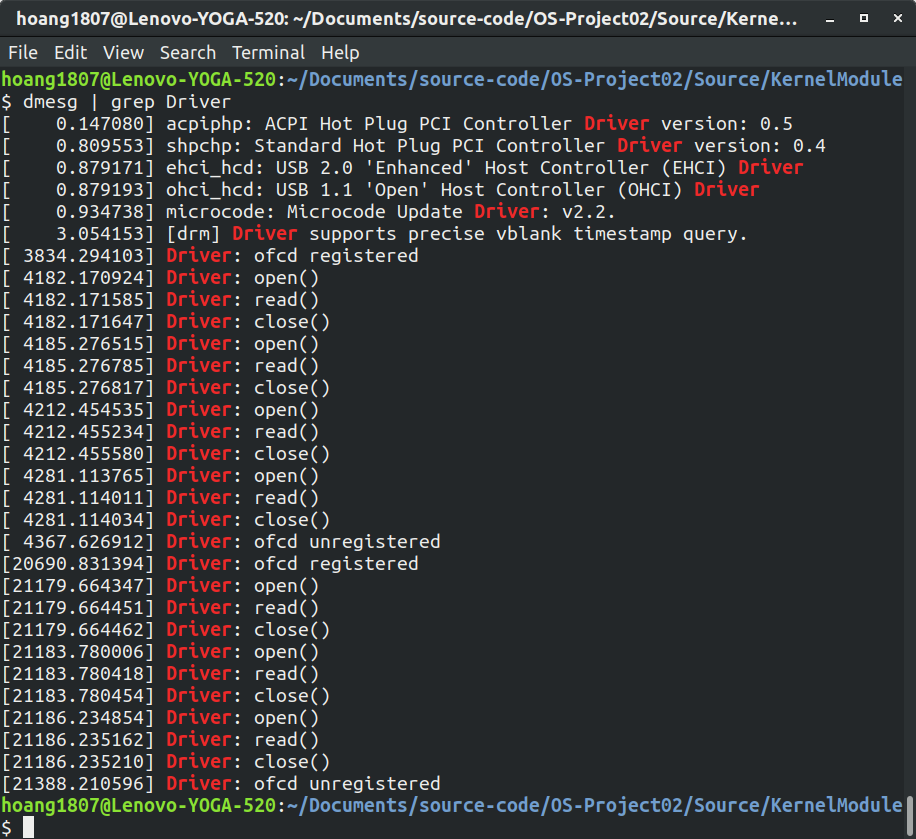 hoang1807@Lenovo-YOGA-520: ~/Documents/source-code/OS-Project02/Source/Kerne...
File Edit View Search Terminal Help
hoang1807@Lenovo-YOGA-520:~/Documents/source-code/OS-Project02/Source/KernelModule
$ dmesg | grep Driver
[    0.147080] acpiphp: ACPI Hot Plug PCI Controller Driver version: 0.5
[    0.809553] shpchp: Standard Hot Plug PCI Controller Driver version: 0.4
[    0.879171] ehci_hcd: USB 2.0 'Enhanced' Host Controller (EHCI) Driver
[    0.879193] ohci_hcd: USB 1.1 'Open' Host Controller (OHCI) Driver
[    0.934738] microcode: Microcode Update Driver: v2.2.
[    3.054153] [drm] Driver supports precise vblank timestamp query.
[ 3834.294103] Driver: ofcd registered
[ 4182.170924] Driver: open()
[ 4182.171585] Driver: read()
[ 4182.171647] Driver: close()
[ 4185.276515] Driver: open()
[ 4185.276785] Driver: read()
[ 4185.276817] Driver: close()
[ 4212.454535] Driver: open()
[ 4212.455234] Driver: read()
[ 4212.455580] Driver: close()
[ 4281.113765] Driver: open()
[ 4281.114011] Driver: read()
[ 4281.114034] Driver: close()
[ 4367.626912] Driver: ofcd unregistered
[20690.831394] Driver: ofcd registered
[21179.664347] Driver: open()
[21179.664451] Driver: read()
[21179.664462] Driver: close()
[21183.780006] Driver: open()
[21183.780418] Driver: read()
[21183.780454] Driver: close()
[21186.234854] Driver: open()
[21186.235162] Driver: read()
[21186.235210] Driver: close()
[21388.210596] Driver: ofcd unregistered
hoang1807@Lenovo-YOGA-520:~/Documents/source-code/OS-Project02/Source/KernelModule
$